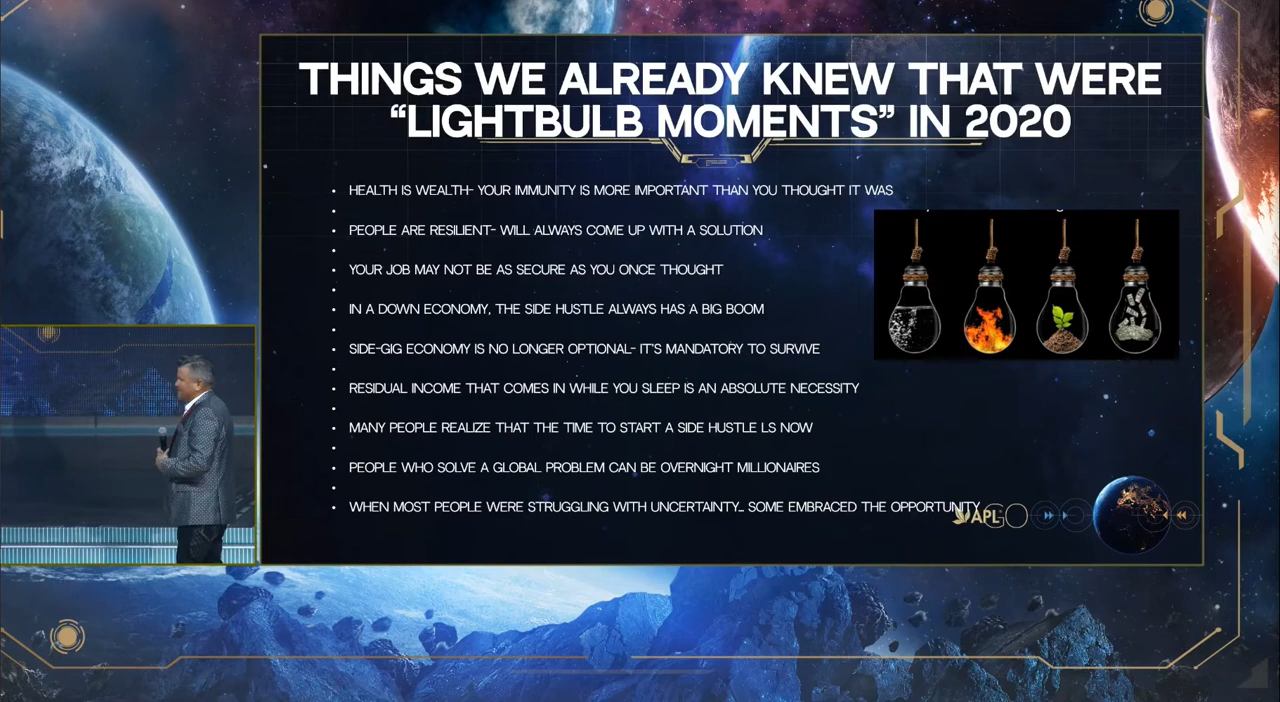 THINGS WE ALREADY KNEW THAT WERE
“LIGHTBULB MOMENTS” IN 2020
• HEALTH IS WEALTH- YOUR IMMUNITY IS MORE IMPORTANT THAN YOU THOUGHT IT WAS
•
• PEOPLE ARE RESILIENT- WILL ALWAYS COME UP WITH A SOLUTION
•
• YOUR JOB MAY NOT BE AS SECURE AS YOU ONCE THOUGHT
•
• IN A DOWN ECONOMY, THE SIDE HUSTLE ALWAYS HAS A BIG BOOM
•
• SIDE-GIG ECONOMY IS NO LONGER OPTIONAL- IT'S MANDATORY TO SURVIVE
•
• RESIDUAL INCOME THAT COMES IN WHILE YOU SLEEP IS AN ABSOLUTE NECESSITY
•
• MANY PEOPLE REALIZE THAT THE TIME TO START A SIDE HUSTLE LS NOW
•
• PEOPLE WHO SOLVE A GLOBAL PROBLEM CAN BE OVERNIGHT MILLIONAIRES
•
• WHEN MOST PEOPLE WERE STRUGGLING WITH UNCERTAINTY... SOME EMBRACED THE OPPORTUNITY
APLGO